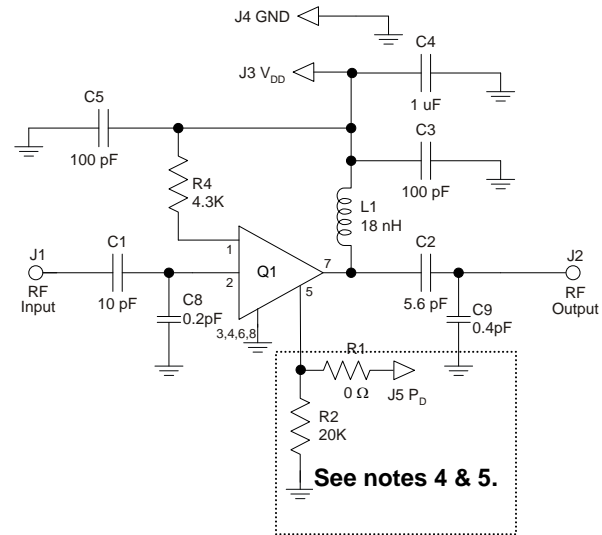 J4 GND
C4
J3 VDD
1 uF
C5
C3
100 pF
R4
4.3K
100 pF
L1
18 nH
J1
C1
1
7
C2
J2
Q1
RF
Input
10 pF
2
5
5.6 pF
RF
Output
C8
0.2pF
C9
0.4pF
3,4,6,8
R1
0 Ω
J5 PD
R2
20K
See notes 4 & 5.